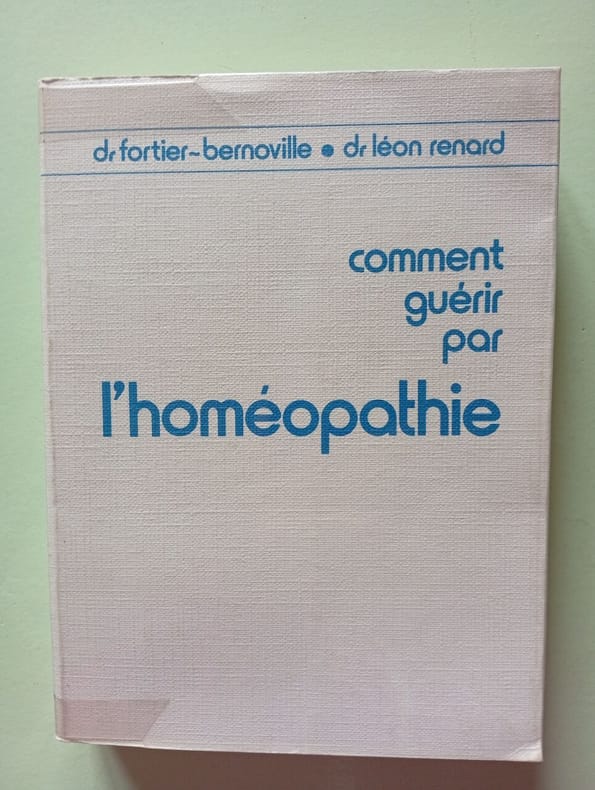 dr fortier~bernoville • dr léon renard
comment
guérir
par
l'homéopathie